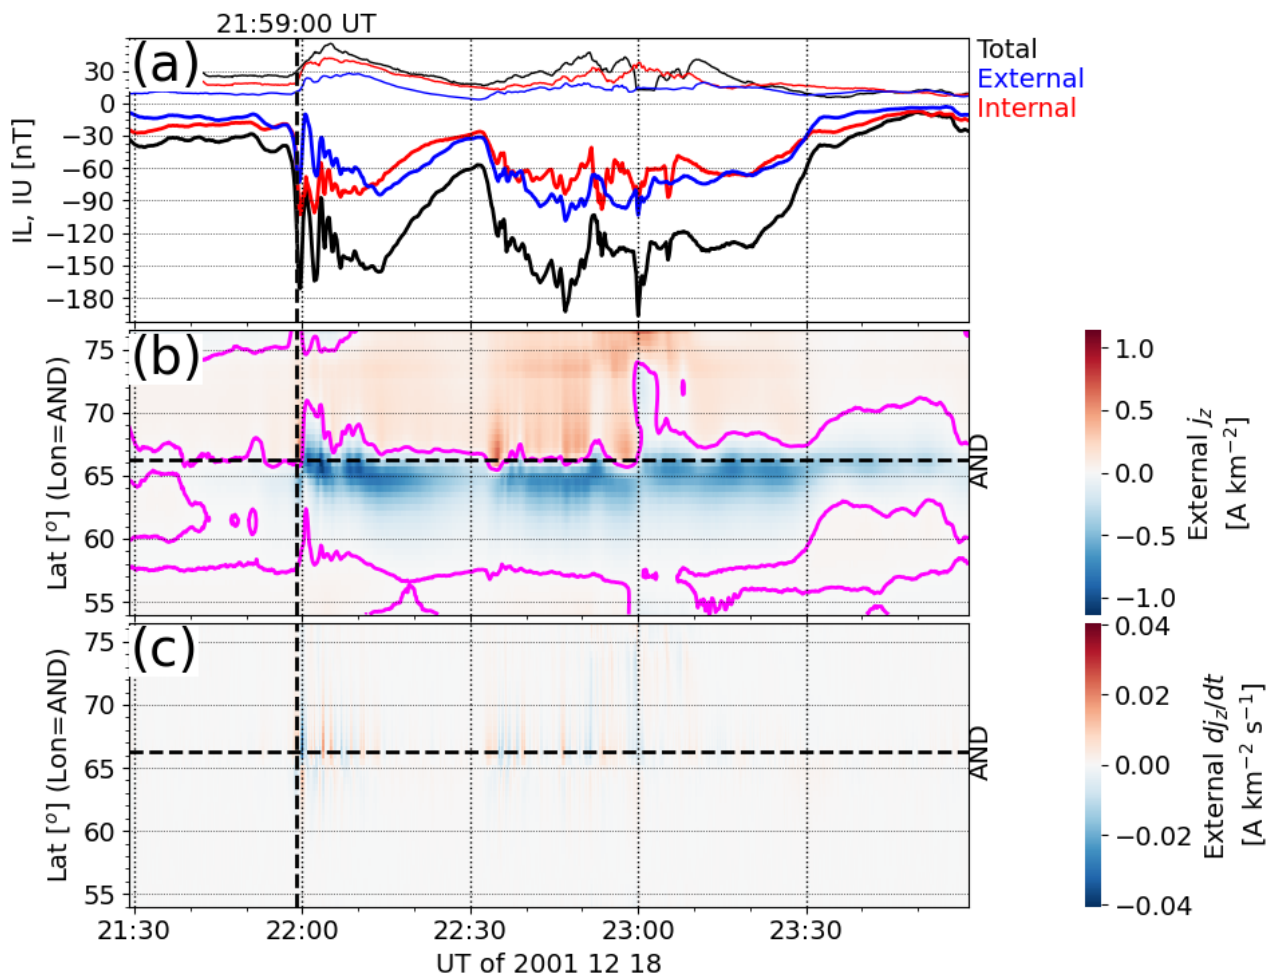 21:59:00 UT
(a)
30
0
−30
−60
−90
−120
−150
−180
IL, IU [nT]
Total
External
Internal
(b)
75
70
65
60
55
Lat [°] (Lon=AND)
AND
1.0
0.5
0.0
−0.5
−1.0
External jz
[A km−2]
(c)
75
70
65
60
55
Lat [°] (Lon=AND)
AND
0.04
0.02
0.00
−0.02
−0.04
External djz/dt
[A km−2 s−1]
21:30 22:00 22:30 23:00 23:30
UT of 2001 12 18